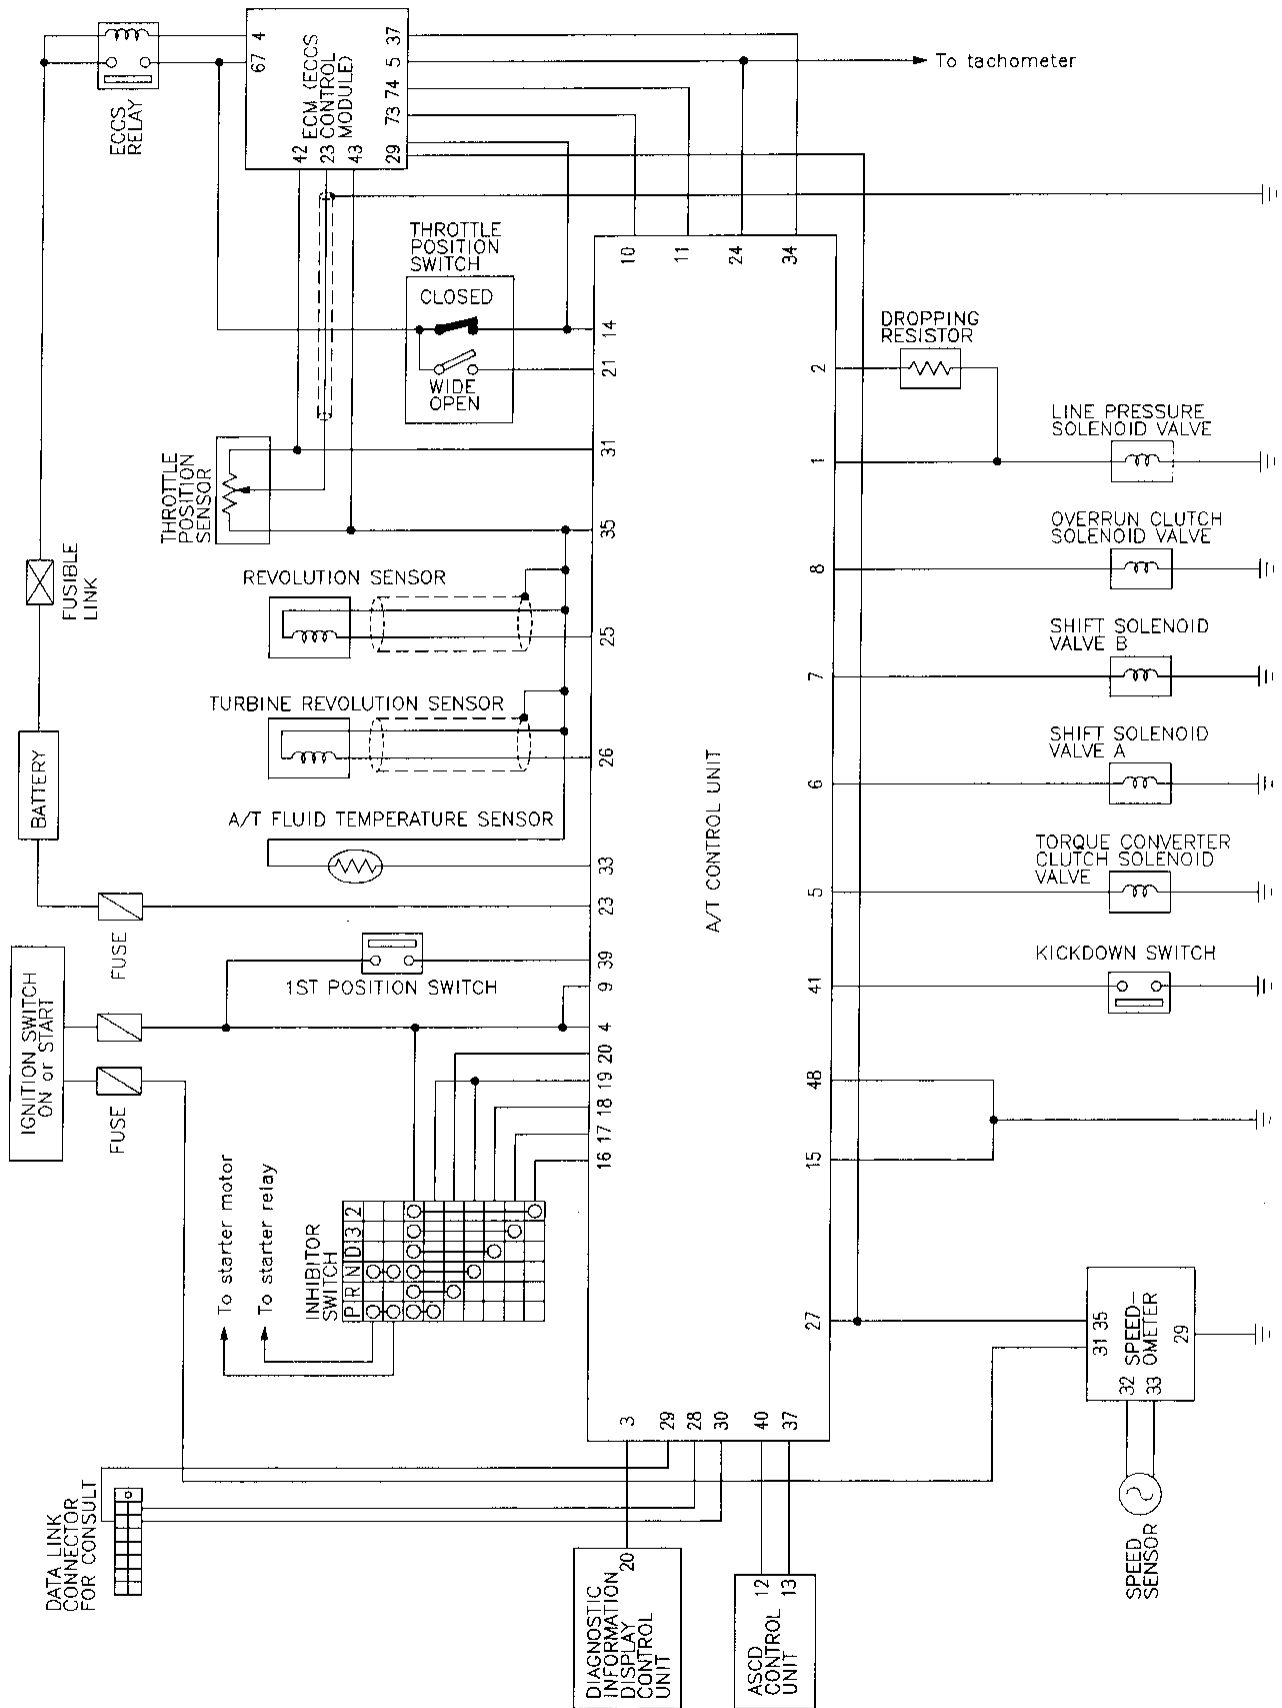 4
67
37
5
74
73
29
42
23
43
ECM (ECCS
CONTROL
MODULE)
ECCS
RELAY
To tachometer
THROTTLE
POSITION
SWITCH
CLOSED
WIDE
OPEN
10
11
24
34
14
21
31
35
25
26
33
23
39
9
4
20
19
18
17
16
DROPPING
RESISTOR
2
1
8
7
6
5
41
48
15
27
LINE PRESSURE
SOLENOID VALVE
OVERRUN CLUTCH
SOLENOID VALVE
SHIFT SOLENOID
VALVE B
SHIFT SOLENOID
VALVE A
TORQUE CONVERTER
CLUTCH SOLENOID
VALVE
KICKDOWN SWITCH
THROTTLE
POSITION
SENSOR
FUSIBLE
LINK
REVOLUTION SENSOR
TURBINE REVOLUTION SENSOR
A/T FLUID TEMPERATURE SENSOR
BATTERY
A/T CONTROL UNIT
FUSE
1ST POSITION SWITCH
IGNITION SWITCH
ON or START
FUSE
To starter motor
To starter relay
INHIBITOR
SWITCH
P R N D 3 2
3
29
28
30
40
37
31 35
SPEED-
OMETER
29
32
33
SPEED
SENSOR
DATA LINK
CONNECTOR
FOR CONSULT
20
DIAGNOSTIC
INFORMATION
DISPLAY
CONTROL
UNIT
12
13
ASCD
CONTROL
UNIT